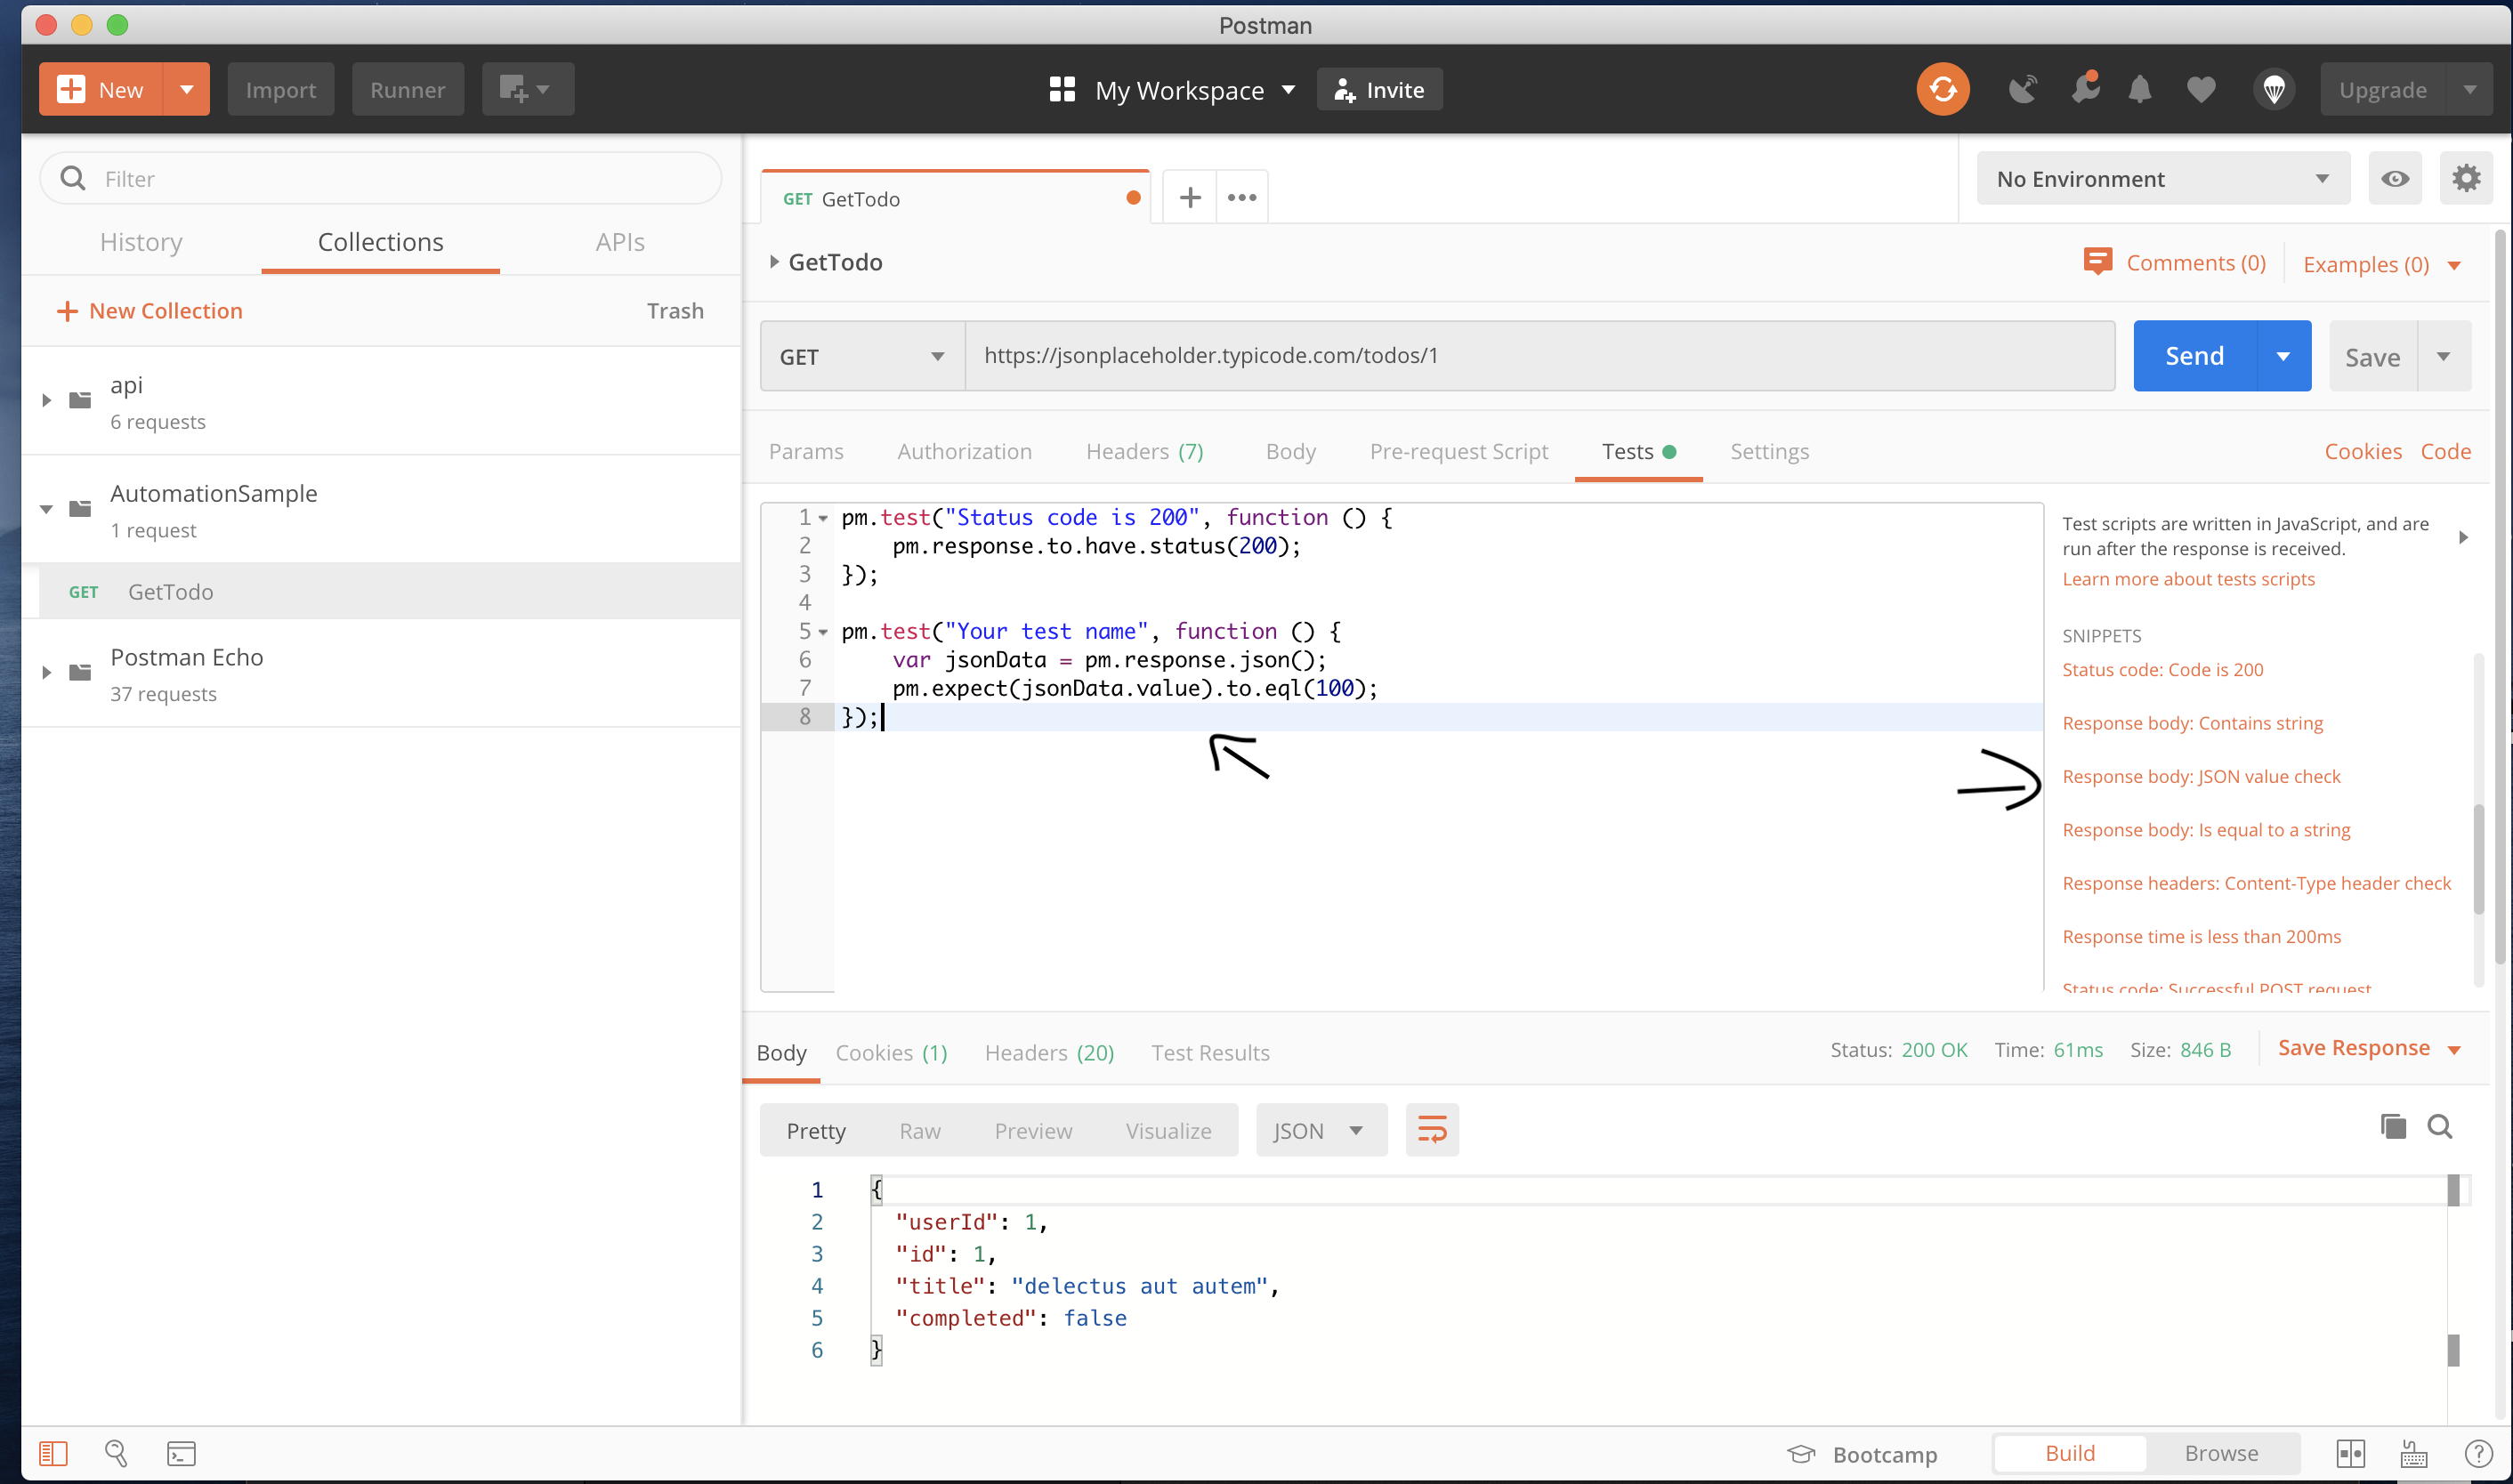 Postman
New
Import
Runner
My Workspace
Invite
Upgrade
Filter
History
Collections
APIs
New Collection
Trash
api
6 requests
AutomationSample
1 request
GET GetTodo
Postman Echo
37 requests
GET GetTodo
No Environment
GetTodo
Comments (0)
Examples (0)
GET
https://jsonplaceholder.typicode.com/todos/1
Send
Save
Params
Authorization
Headers (7)
Body
Pre-request Script
Tests
Settings
Cookies
Code
1 pm.test("Status code is 200", function () {
2     pm.response.to.have.status(200);
3 });
4
5 pm.test("Your test name", function () {
6     var jsonData = pm.response.json();
7     pm.expect(jsonData.value).to.eql(100);
8 });
Test scripts are written in JavaScript, and are
run after the response is received.
Learn more about tests scripts
SNIPPETS
Status code: Code is 200
Response body: Contains string
Response body: JSON value check
Response body: Is equal to a string
Response headers: Content-Type header check
Response time is less than 200ms
Status code: Successful POST request
Body
Cookies (1)
Headers (20)
Test Results
Status: 200 OK
Time: 61ms
Size: 846 B
Save Response
Pretty
Raw
Preview
Visualize
JSON
1 {
2   "userId": 1,
3   "id": 1,
4   "title": "delectus aut autem",
5   "completed": false
6 }
Bootcamp
Build
Browse